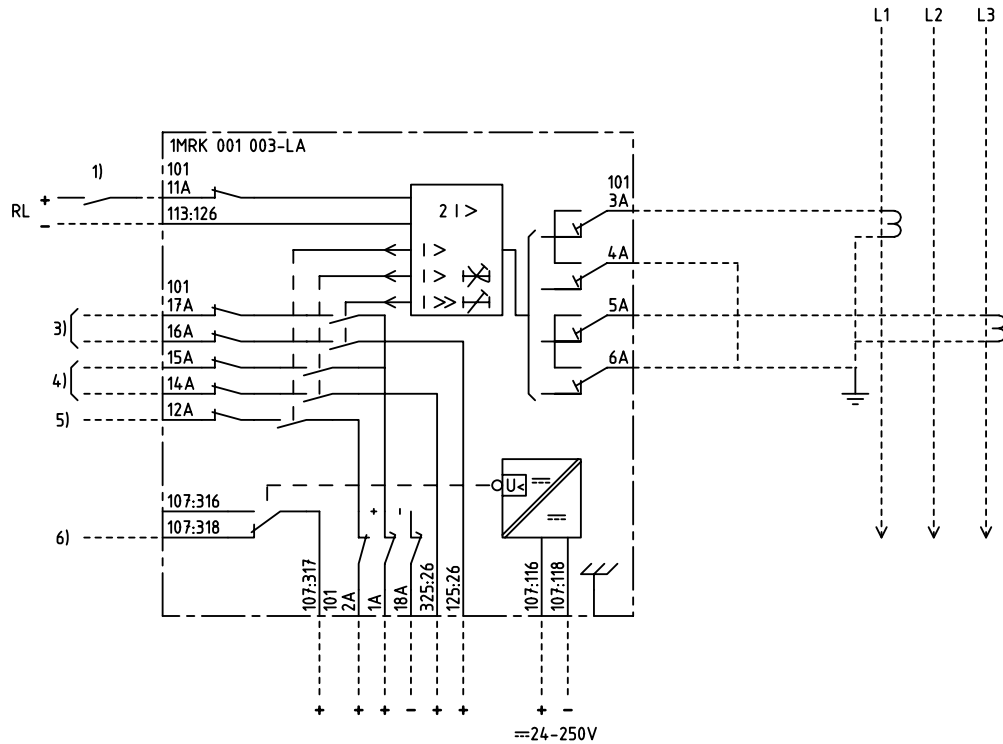 L1 L2 L3
1MRK 001 003-LA
1)
101
11A
RL + -
113:126
2 I >
I >
I >
I >>
101
3A
4A
5A
6A
101
17A
3)
16A
15A
4)
14A
5)
12A
U<
107:316
+ -
6)
107:318
107:317
101
2A
1A
18A
325:26
125:26
107:116
107:118
+ + + - + + + -
24-250V